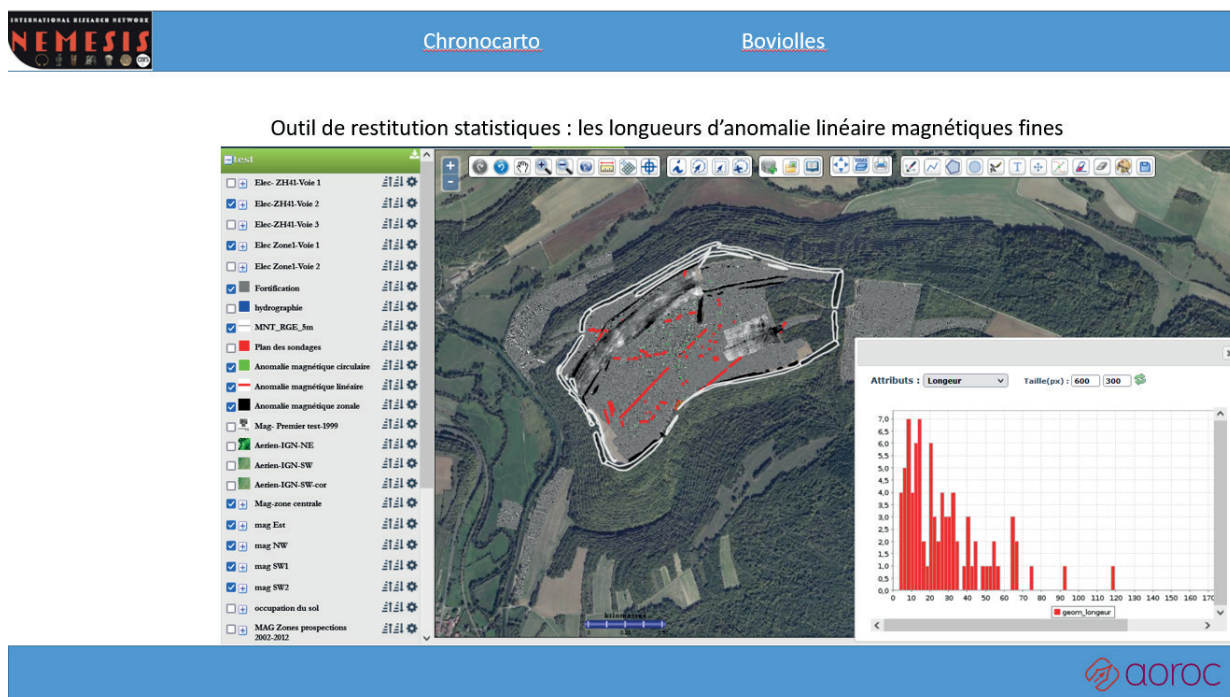 INTERNATIONAL RESEARCH NETWORK
NEMESIS
cnrs
Chronocarto
Boviolles
Outil de restitution statistiques : les longueurs d’anomalie linéaire magnétiques fines
test
Elec- ZH41-Voie 1
Elec-ZH41-Voie 2
Elec-ZH41-Voie 3
Elec Zone1-Voie 1
Elec Zone1-Voie 2
Fortification
hydrographie
MNT_RGE_5m
Plan des sondages
Anomalie magnétique circulaire
Anomalie magnétique linéaire
Anomalie magnétique zonale
Mag- Premier test-1999
Aerien-IGN-NE
Aerien-IGN-SW
Aerien-IGN-SW-cor
Mag-zone centrale
mag Est
mag NW
mag SW1
mag SW2
occupation du sol
MAG Zones prospections
2002-2012
kilometres
Attributs : Longeur Taille(px) : 600 300
7,0
6,5
6,0
5,5
5,0
4,5
4,0
3,5
3,0
2,5
2,0
1,5
1,0
0,5
0,0
0 10 20 30 40 50 60 70 80 90 100 110 120 130 140 150 160 170
geom_longeur
aoroc